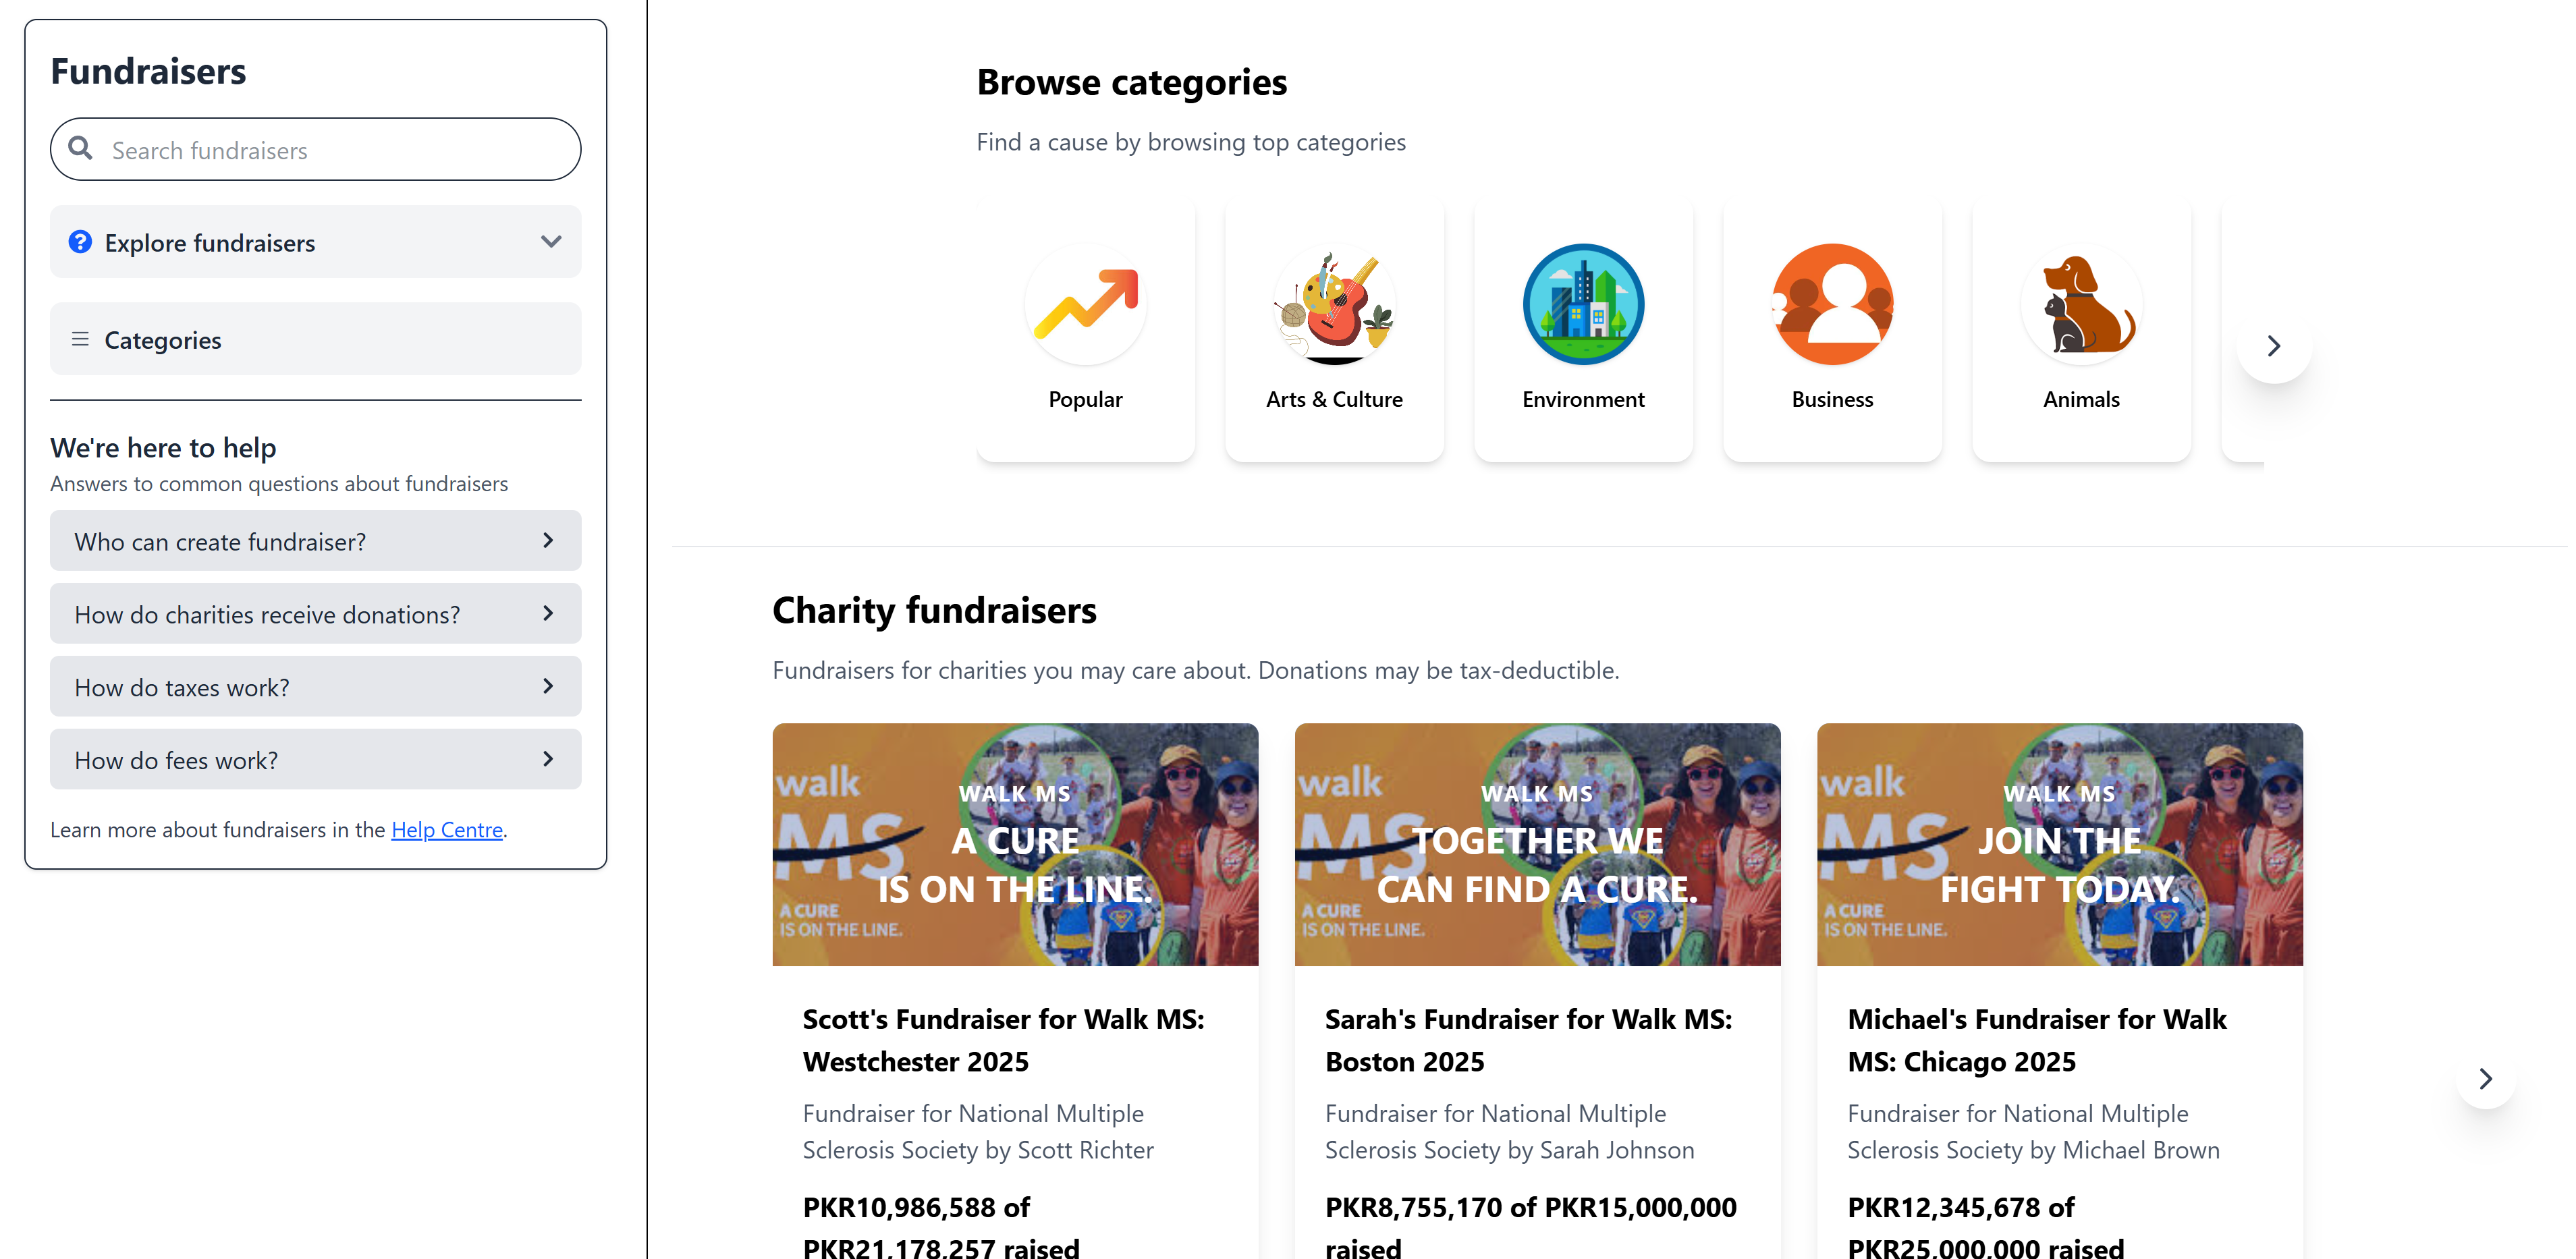 Fundraisers
Search fundraisers
Explore fundraisers
Categories
We're here to help
Answers to common questions about fundraisers
Who can create fundraiser?
How do charities receive donations?
How do taxes work?
How do fees work?
Learn more about fundraisers in the Help Centre.
Browse categories
Find a cause by browsing top categories
Popular
Arts & Culture
Environment
Business
Animals
Charity fundraisers
Fundraisers for charities you may care about. Donations may be tax-deductible.
walk
MS
A CURE
IS ON THE LINE.
WALK MS
A CURE
IS ON THE LINE.
Scott's Fundraiser for Walk MS:
Westchester 2025
Fundraiser for National Multiple
Sclerosis Society by Scott Richter
PKR10,986,588 of
PKR21,178,257 raised
walk
MS
A CURE
IS ON THE LINE.
WALK MS
TOGETHER WE
CAN FIND A CURE.
Sarah's Fundraiser for Walk MS:
Boston 2025
Fundraiser for National Multiple
Sclerosis Society by Sarah Johnson
PKR8,755,170 of PKR15,000,000
raised
walk
MS
A CURE
IS ON THE LINE.
WALK MS
JOIN THE
FIGHT TODAY.
Michael's Fundraiser for Walk
MS: Chicago 2025
Fundraiser for National Multiple
Sclerosis Society by Michael Brown
PKR12,345,678 of
PKR25,000,000 raised